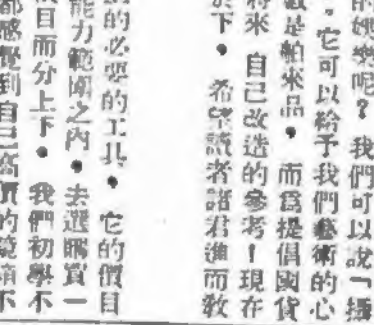 的娛樂呢？ 我們可以說「攝
。它可以給予我們藝術的心
是舶來品。 而爲提倡國貨
將來 自己改造的參考！現在
於下。 希望讀者諸君進而教
的必要的工具。 它的價目
能力範圍之內。去選購買一
目而分上下。 我們初學不
都感覺到自己高價的鏡箱不